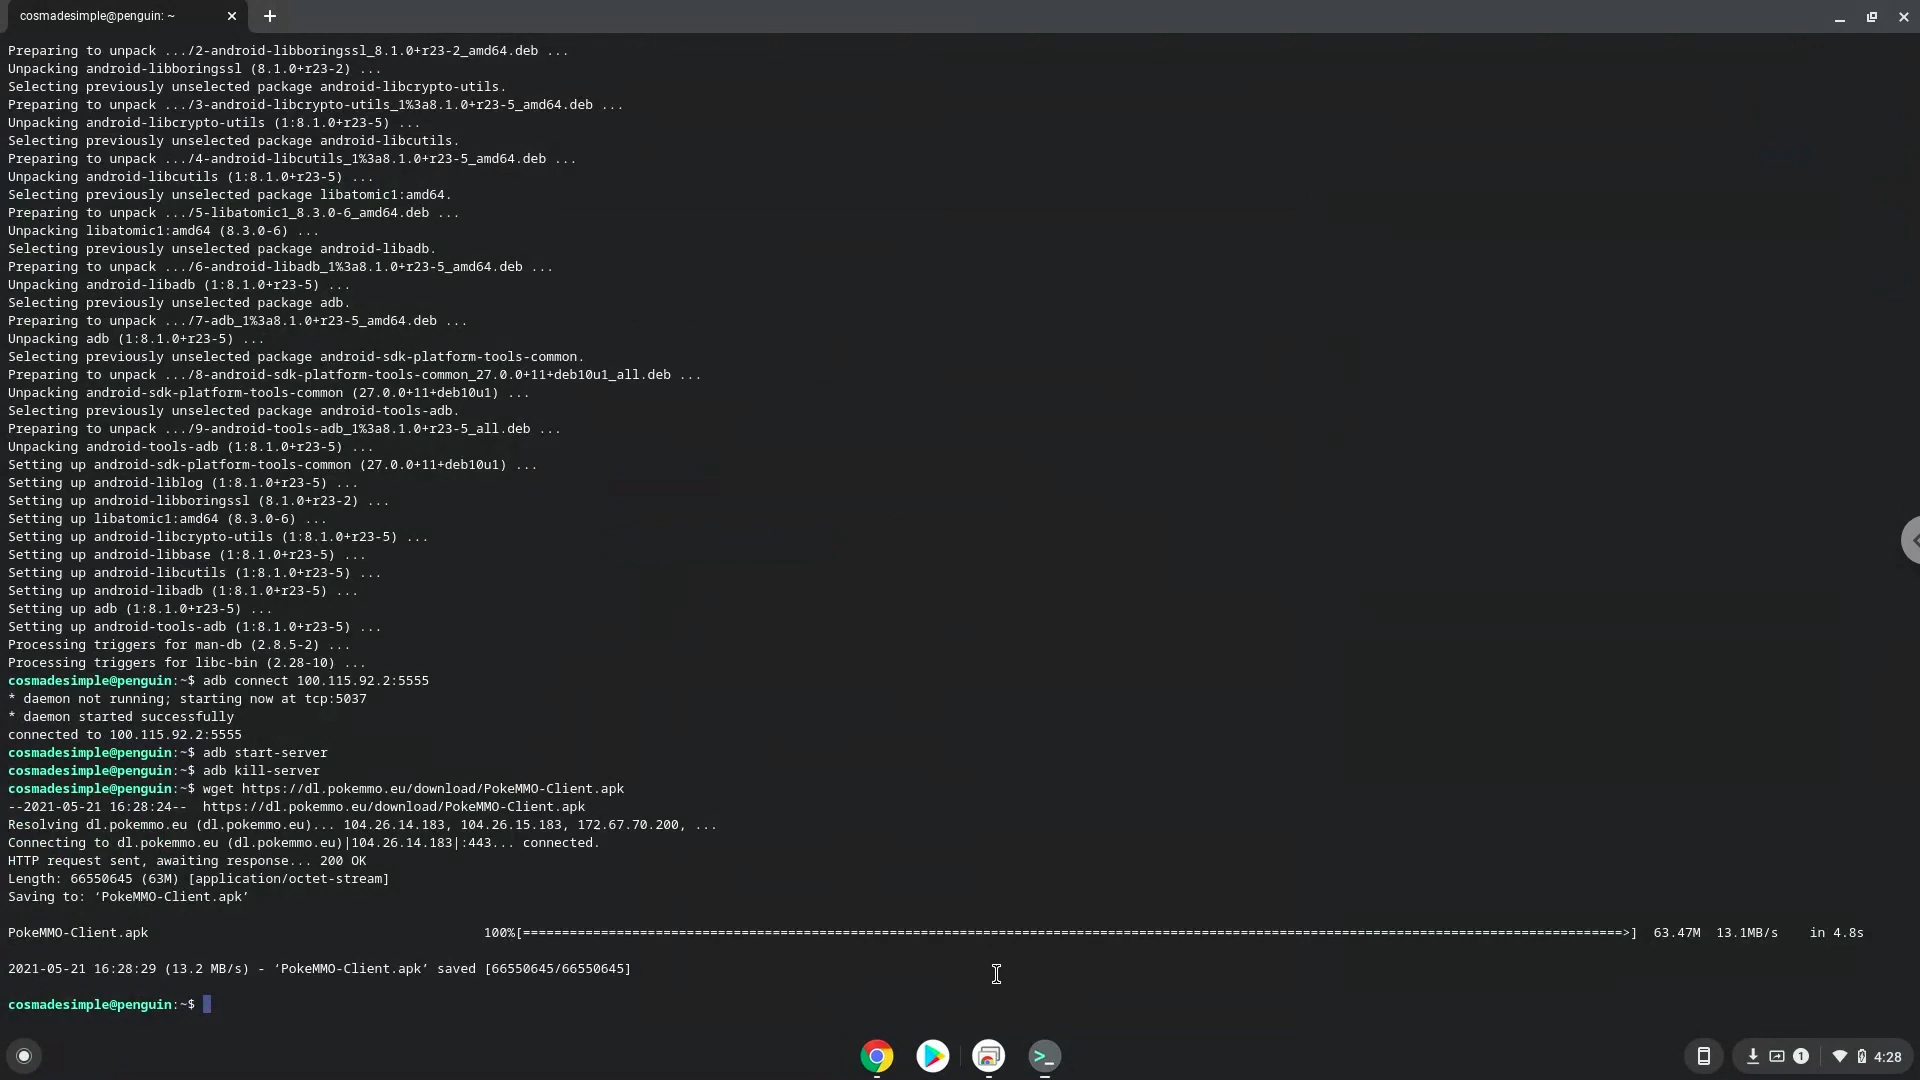 cosmadesimple@penguin: ~
Preparing to unpack .../2-android-libboringssl_8.1.0+r23-2_amd64.deb ...
Unpacking android-libboringssl (8.1.0+r23-2) ...
Selecting previously unselected package android-libcrypto-utils.
Preparing to unpack .../3-android-libcrypto-utils_1%3a8.1.0+r23-5_amd64.deb ...
Unpacking android-libcrypto-utils (1:8.1.0+r23-5) ...
Selecting previously unselected package android-libcutils.
Preparing to unpack .../4-android-libcutils_1%3a8.1.0+r23-5_amd64.deb ...
Unpacking android-libcutils (1:8.1.0+r23-5) ...
Selecting previously unselected package libatomic1:amd64.
Preparing to unpack .../5-libatomic1_8.3.0-6_amd64.deb ...
Unpacking libatomic1:amd64 (8.3.0-6) ...
Selecting previously unselected package android-libadb.
Preparing to unpack .../6-android-libadb_1%3a8.1.0+r23-5_amd64.deb ...
Unpacking android-libadb (1:8.1.0+r23-5) ...
Selecting previously unselected package adb.
Preparing to unpack .../7-adb_1%3a8.1.0+r23-5_amd64.deb ...
Unpacking adb (1:8.1.0+r23-5) ...
Selecting previously unselected package android-sdk-platform-tools-common.
Preparing to unpack .../8-android-sdk-platform-tools-common_27.0.0+11+deb10u1_all.deb ...
Unpacking android-sdk-platform-tools-common (27.0.0+11+deb10u1) ...
Selecting previously unselected package android-tools-adb.
Preparing to unpack .../9-android-tools-adb_1%3a8.1.0+r23-5_all.deb ...
Unpacking android-tools-adb (1:8.1.0+r23-5) ...
Setting up android-sdk-platform-tools-common (27.0.0+11+deb10u1) ...
Setting up android-liblog (1:8.1.0+r23-5) ...
Setting up android-libboringssl (8.1.0+r23-2) ...
Setting up libatomic1:amd64 (8.3.0-6) ...
Setting up android-libcrypto-utils (1:8.1.0+r23-5) ...
Setting up android-libbase (1:8.1.0+r23-5) ...
Setting up android-libcutils (1:8.1.0+r23-5) ...
Setting up android-libadb (1:8.1.0+r23-5) ...
Setting up adb (1:8.1.0+r23-5) ...
Setting up android-tools-adb (1:8.1.0+r23-5) ...
Processing triggers for man-db (2.8.5-2) ...
Processing triggers for libc-bin (2.28-10) ...
cosmadesimple@penguin:~$ adb connect 100.115.92.2:5555
* daemon not running; starting now at tcp:5037
* daemon started successfully
connected to 100.115.92.2:5555
cosmadesimple@penguin:~$ adb start-server
cosmadesimple@penguin:~$ adb kill-server
cosmadesimple@penguin:~$ wget https://dl.pokemmo.eu/download/PokeMMO-Client.apk
--2021-05-21 16:28:24--  https://dl.pokemmo.eu/download/PokeMMO-Client.apk
Resolving dl.pokemmo.eu (dl.pokemmo.eu)... 104.26.14.183, 104.26.15.183, 172.67.70.200, ...
Connecting to dl.pokemmo.eu (dl.pokemmo.eu)|104.26.14.183|:443... connected.
HTTP request sent, awaiting response... 200 OK
Length: 66550645 (63M) [application/octet-stream]
Saving to: ‘PokeMMO-Client.apk’
PokeMMO-Client.apk 100%[==============================================================>] 63.47M 13.1MB/s in 4.8s
2021-05-21 16:28:29 (13.2 MB/s) - ‘PokeMMO-Client.apk’ saved [66550645/66550645]
cosmadesimple@penguin:~$
1 4:28